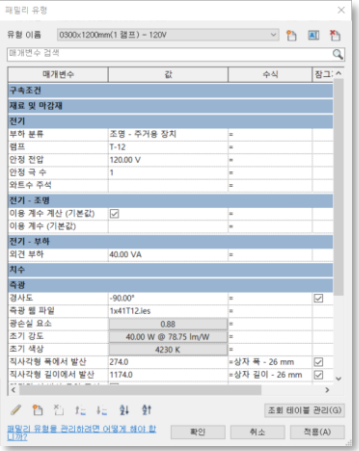 패밀리 유형
유형 이름 0300x1200mm(1 램프) - 120V
매개변수 검색
매개변수 값 수식 잠그:
구속조건
재료 및 마감재
전기
부하 분류 조명 - 주거용 장치 =
램프 T-12 =
안정 전압 120.00 V =
안정 극 수 1 =
와트수 주석 =
전기 - 조명
이용 계수 계산 (기본값) =
이용 계수 (기본값) =
전기 - 부하
외견 부하 40.00 VA =
치수
측광
경사도 -90.00° =
측광 웹 파일 1x41T12.ies =
광손실 요소 0.88 =
초기 강도 40.00 W @ 78.75 lm/W =
초기 색상 4230 K =
직사각형 폭에서 발산 274.0 =상자 폭 - 26 mm
직사각형 길이에서 발산 1174.0 =상자 길이 - 26 mm
조회 테이블 관리(G)
패밀리 유형를 관리하려면 어떻게 해야 합
니까?
확인 취소 적용(A)